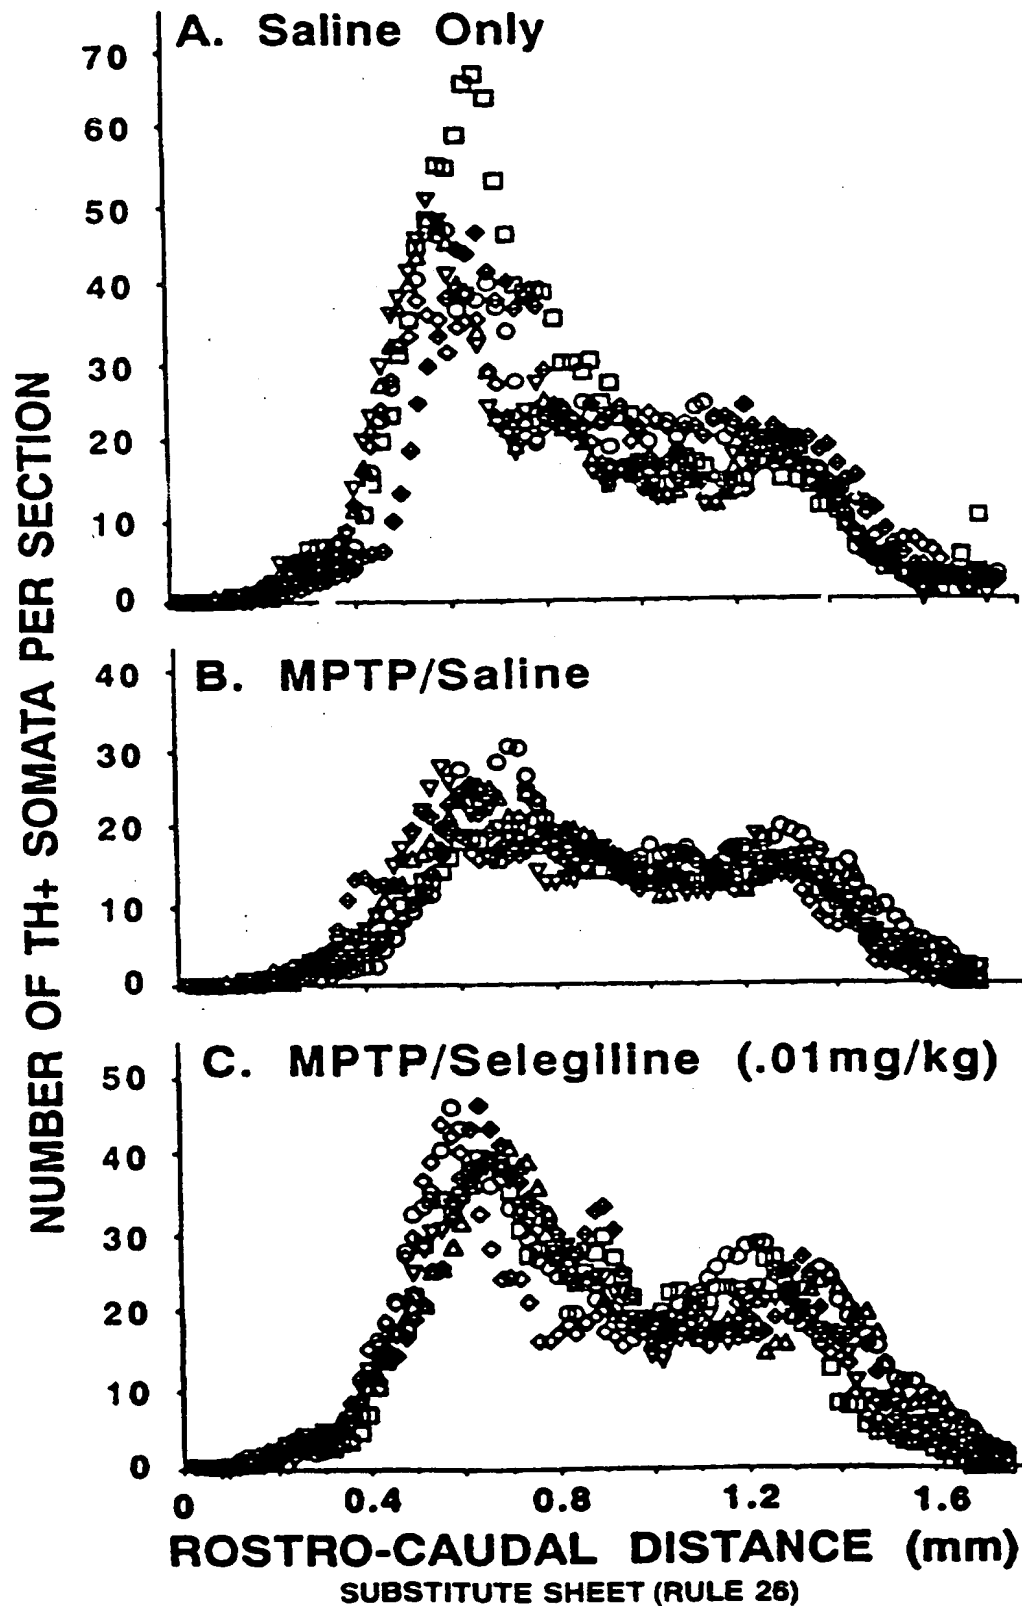 A. Saline Only
70
60
50
40
30
20
10
0
B. MPTP/Saline
40
30
20
10
0
C. MPTP/Selegiline (.01mg/kg)
50
40
30
20
10
0
0 0.4 0.8 1.2 1.6
NUMBER OF TH+ SOMATA PER SECTION
ROSTRO-CAUDAL DISTANCE (mm)
SUBSTITUTE SHEET (RULE 26)